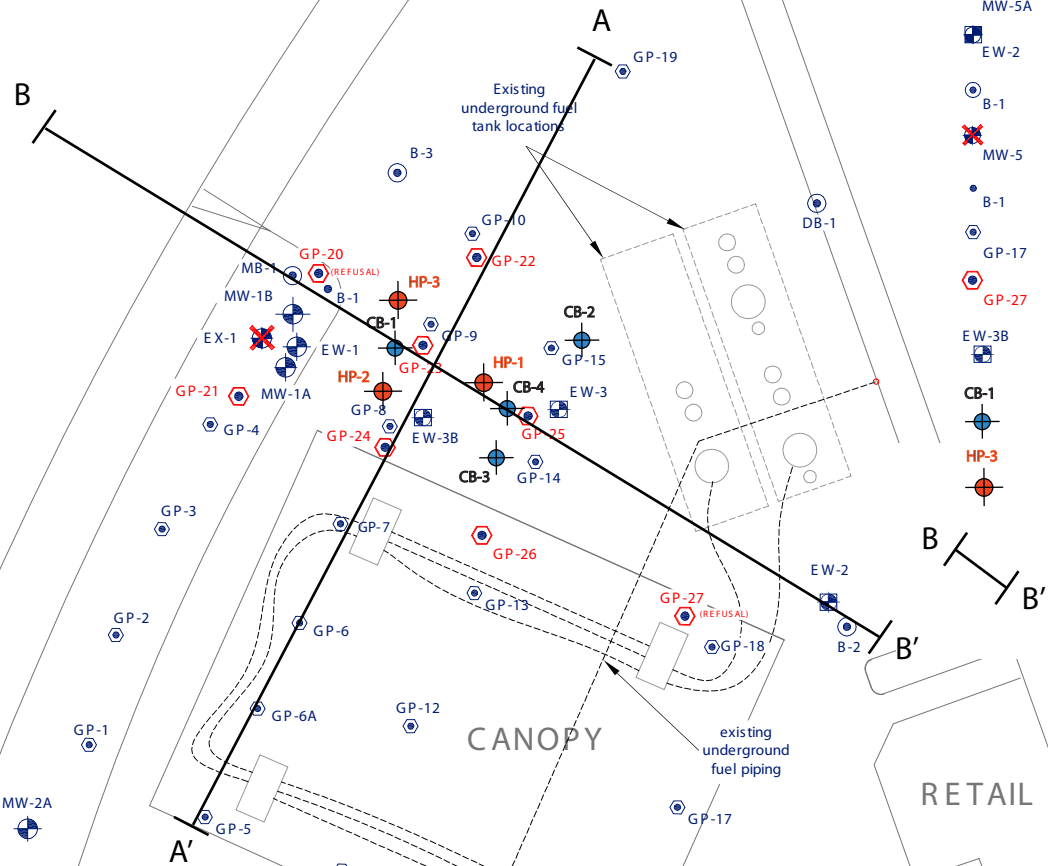 MW-5A
A
EW-2
GP-19
B
Existing
underground fuel
tank locations
B-1
B-3
MW-5
B-1
GP-10
DB-1
GP-17
GP-20
(REFUSAL)
GP-22
MB-1
HP-3
B-1
GP-27
MW-1B
CB-1
CB-2
EX-1
EW-1
GP-9
GP-15
EW-3B
GP-23
HP-1
HP-2
CB-4
EW-3
MW-1A
CB-1
GP-21
GP-8
GP-4
GP-24
EW-3B
GP-25
HP-3
CB-3
GP-14
GP-3
GP-7
GP-26
B
B'
EW-2
GP-13
GP-27
(REFUSAL)
GP-2
GP-6
GP-18
B-2
B'
GP-6A
GP-12
GP-1
CANOPY
existing
underground
fuel piping
RETAIL
MW-2A
GP-5
GP-17
A'